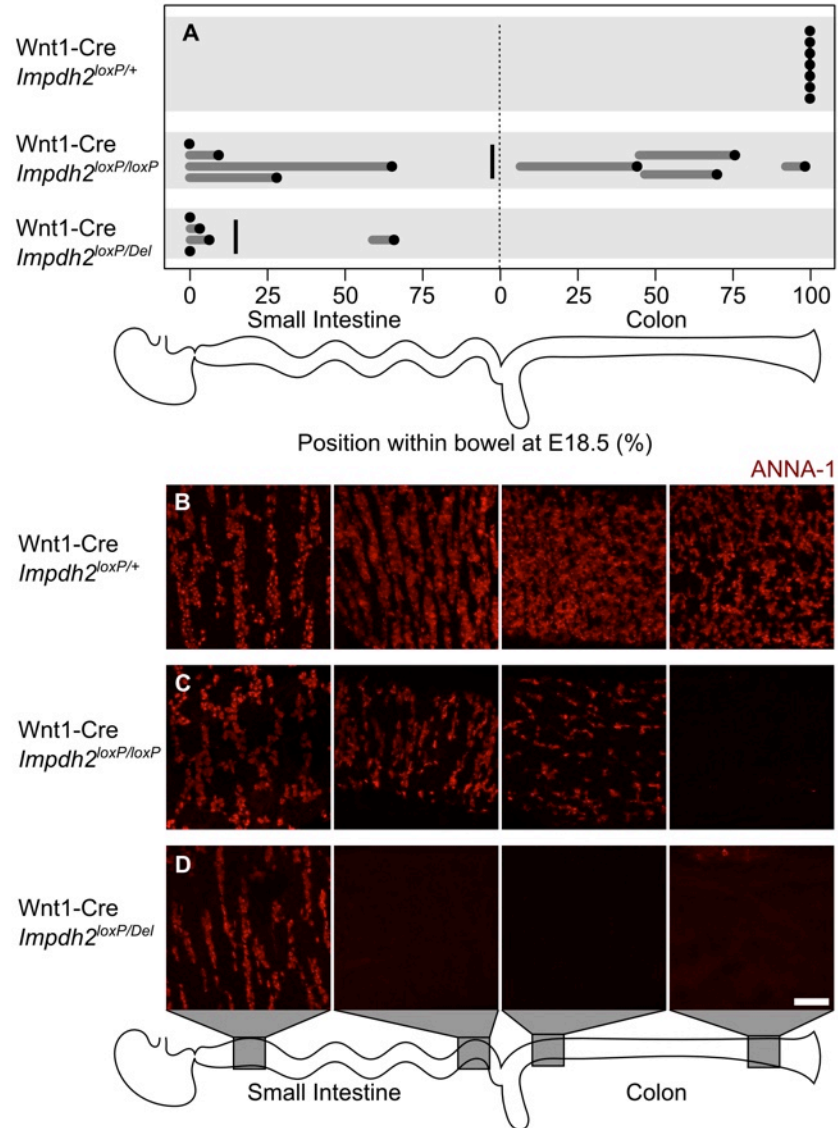 A
Wnt1-Cre
Impdh2loxP/+
Wnt1-Cre
Impdh2loxP/loxP
Wnt1-Cre
Impdh2loxP/Del
0 25 50 75 0 25 50 75 100
Small Intestine Colon
Position within bowel at E18.5 (%)
ANNA-1
B
Wnt1-Cre
Impdh2loxP/+
C
Wnt1-Cre
Impdh2loxP/loxP
D
Wnt1-Cre
Impdh2loxP/Del
Small Intestine Colon